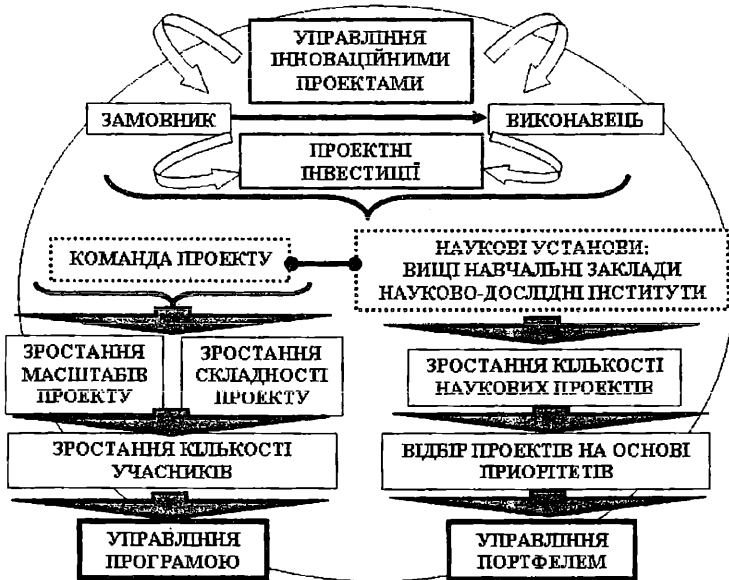 УПРАВЛІННЯ
ІННОВАЦІЙНИМИ
ПРОЕКТАМИ
ЗАМОВНИК
ВИКОНАВЕЦЬ
ПРОЕКТНІ
ІНВЕСТИЦІЇ
КОМАНДА ПРОЕКТУ
НАУКОВІ УСТАНОВИ:
ВИЩІ НАВЧАЛЬНІ ЗАКЛАДИ
НАУКОВО-ДОСЛІДНІ ІНСТИТУТИ
ЗРОСТАННЯ
МАСШТАБІВ
ПРОЕКТУ
ЗРОСТАННЯ
СКЛАДНОСТІ
ПРОЕКТУ
ЗРОСТАННЯ КІЛЬКОСТІ
НАУКОВИХ ПРОЕКТІВ
ЗРОСТАННЯ КІЛЬКОСТІ
УЧАСНИКІВ
ВІДБІР ПРОЕКТІВ НА ОСНОВІ
ПРИОРІТЕТІВ
УПРАВЛІННЯ
ПРОГРАМОЮ
УПРАВЛІННЯ
ПОРТФЕЛЕМ